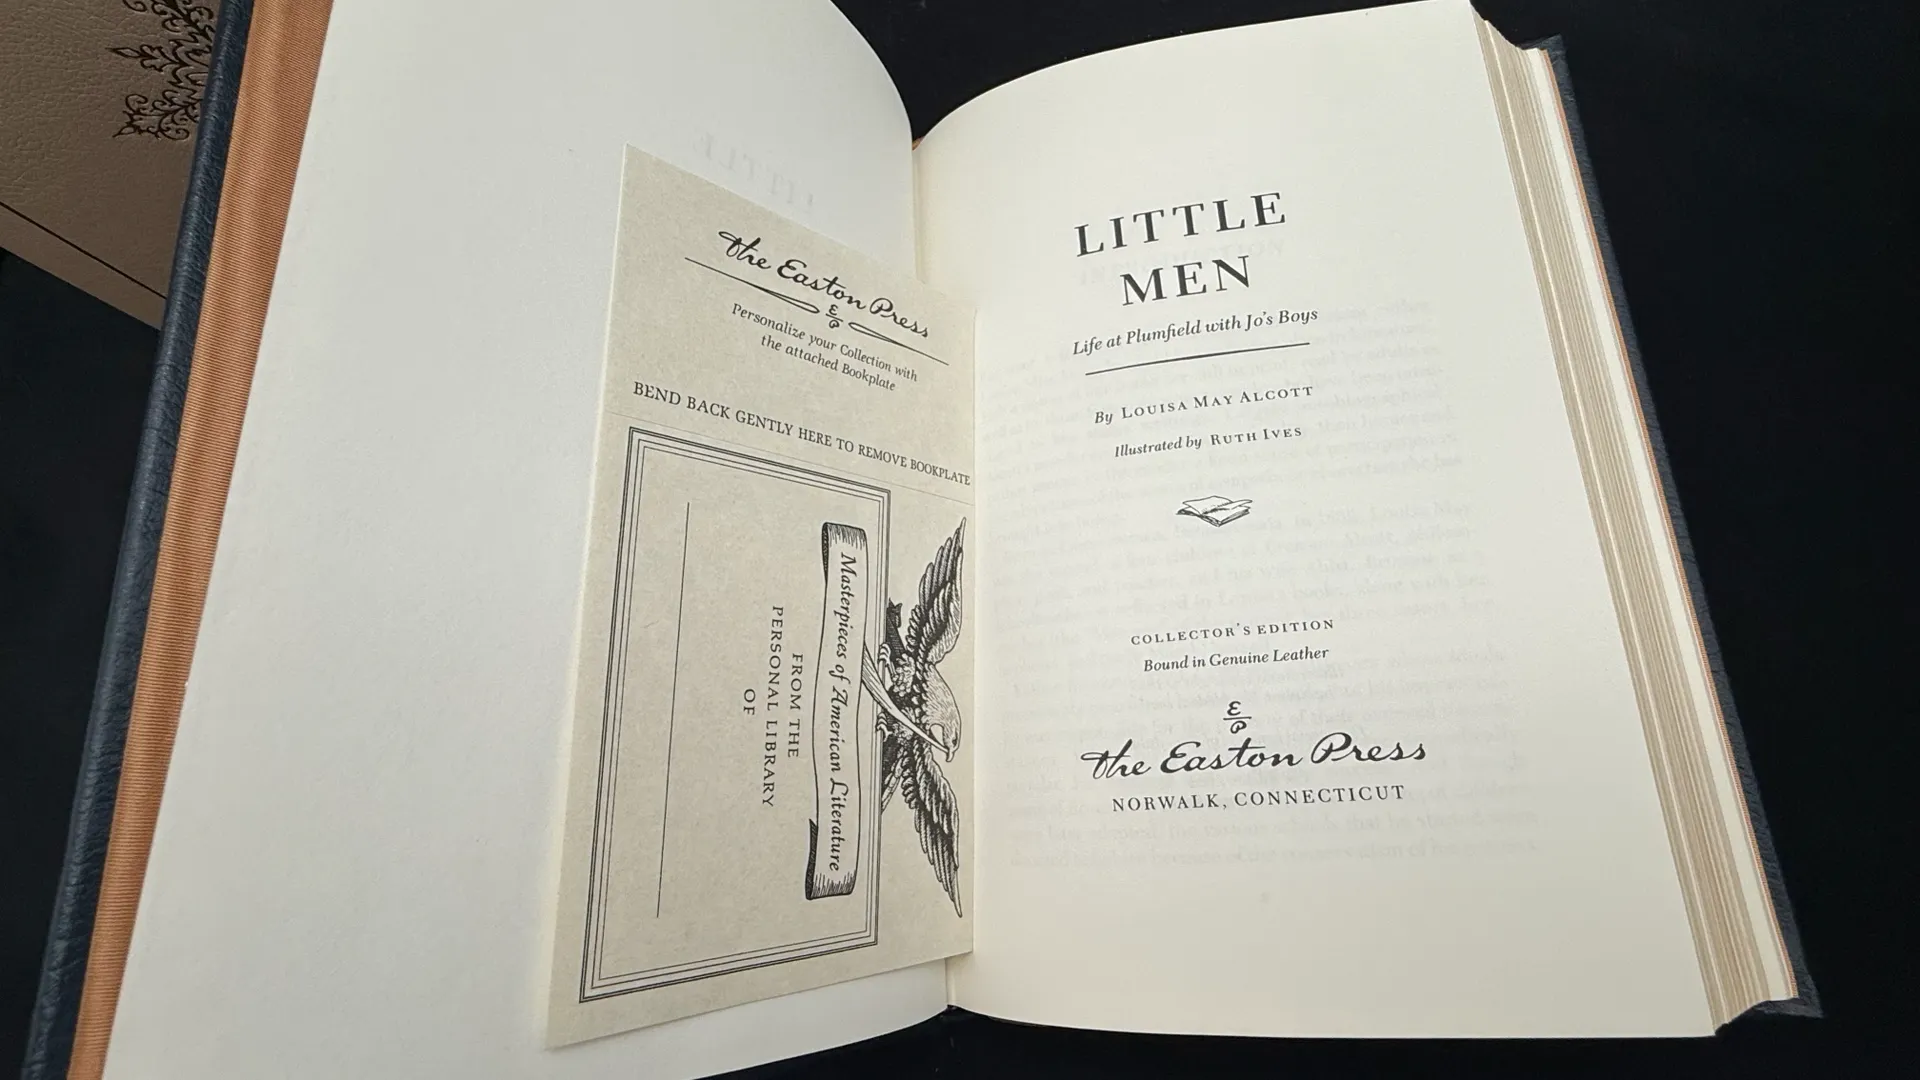 The Easton Press
Personalize your Collection with
the attached Bookplate
BEND BACK GENTLY HERE TO REMOVE BOOKPLATE
Masterpieces of American Literature
FROM THE
PERSONAL LIBRARY
OF
LITTLE
MEN
Life at Plumfield with Jo's Boys
By LOUISA MAY ALCOTT
Illustrated by RUTH IVES
COLLECTOR'S EDITION
Bound in Genuine Leather
The Easton Press
NORWALK, CONNECTICUT